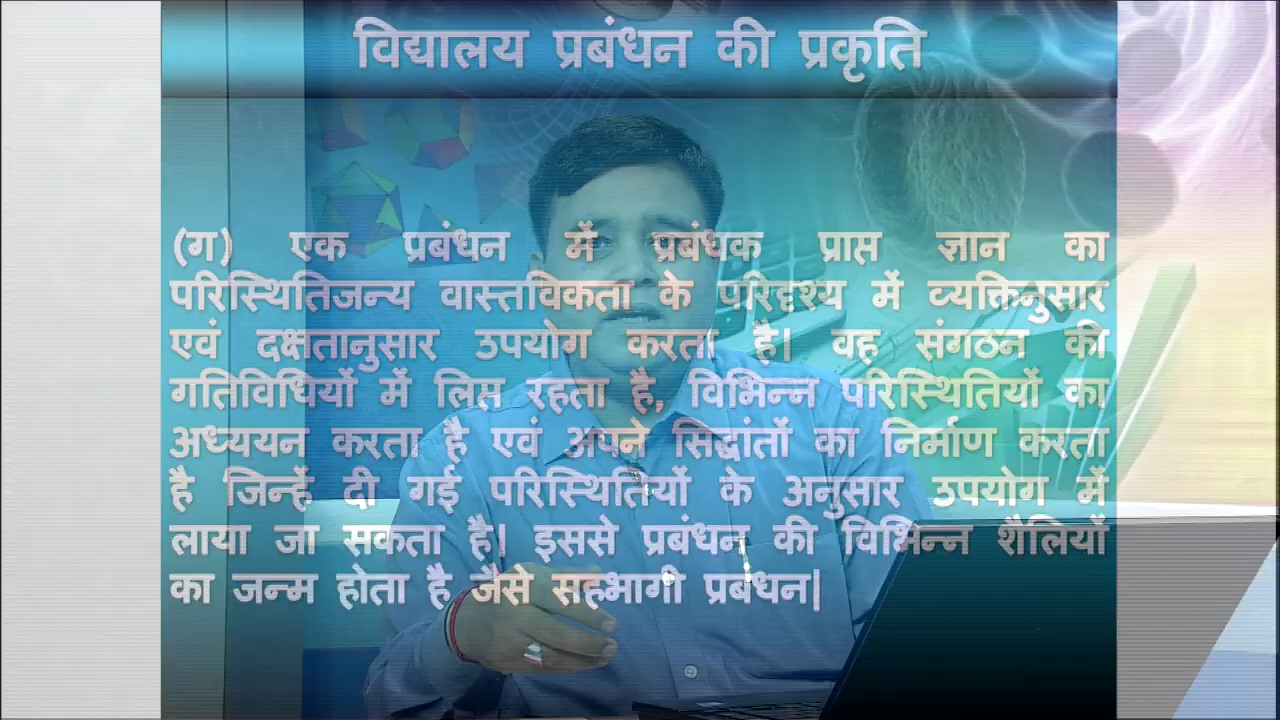 विद्यालय प्रबंधन की प्रकृति
(ग) एक प्रबंधन में प्रबंधक प्राप्त ज्ञान का
परिस्थितिजन्य वास्तविकता के परिदृश्य में व्यक्तिनुसार
एवं दक्षतानुसार उपयोग करता है। वह संगठन की
गतिविधियों में लिप्त रहता है, विभिन्न परिस्थितियों का
अध्ययन करता है एवं अपने सिद्धांतों का निर्माण करता
है जिन्हें दी गई परिस्थितियों के अनुसार उपयोग में
लाया जा सकता है। इससे प्रबंधन की विभिन्न शैलियों
का जन्म होता है जैसे सहभागी प्रबंधन|